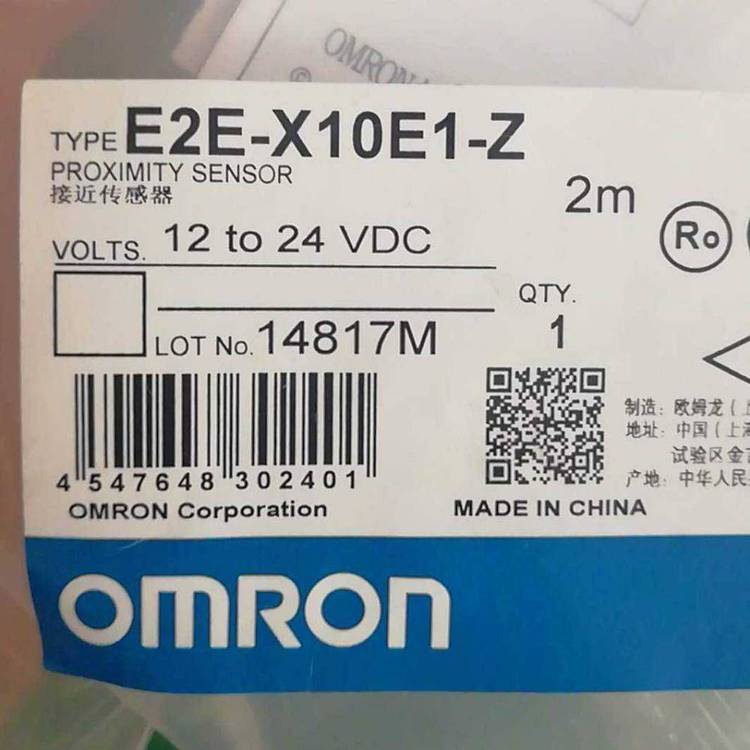 OMRON
©
TYPE E2E-X10E1-Z
PROXIMITY SENSOR
接近传感器
2m
Ro
VOLTS. 12 to 24 VDC
QTY.
1
LOT No. 14817M
4 547648 302401
OMRON Corporation
MADE IN CHINA
制造: 欧姆龙(上
地址: 中国(上海
试验区金
产地: 中华人民
OMRON